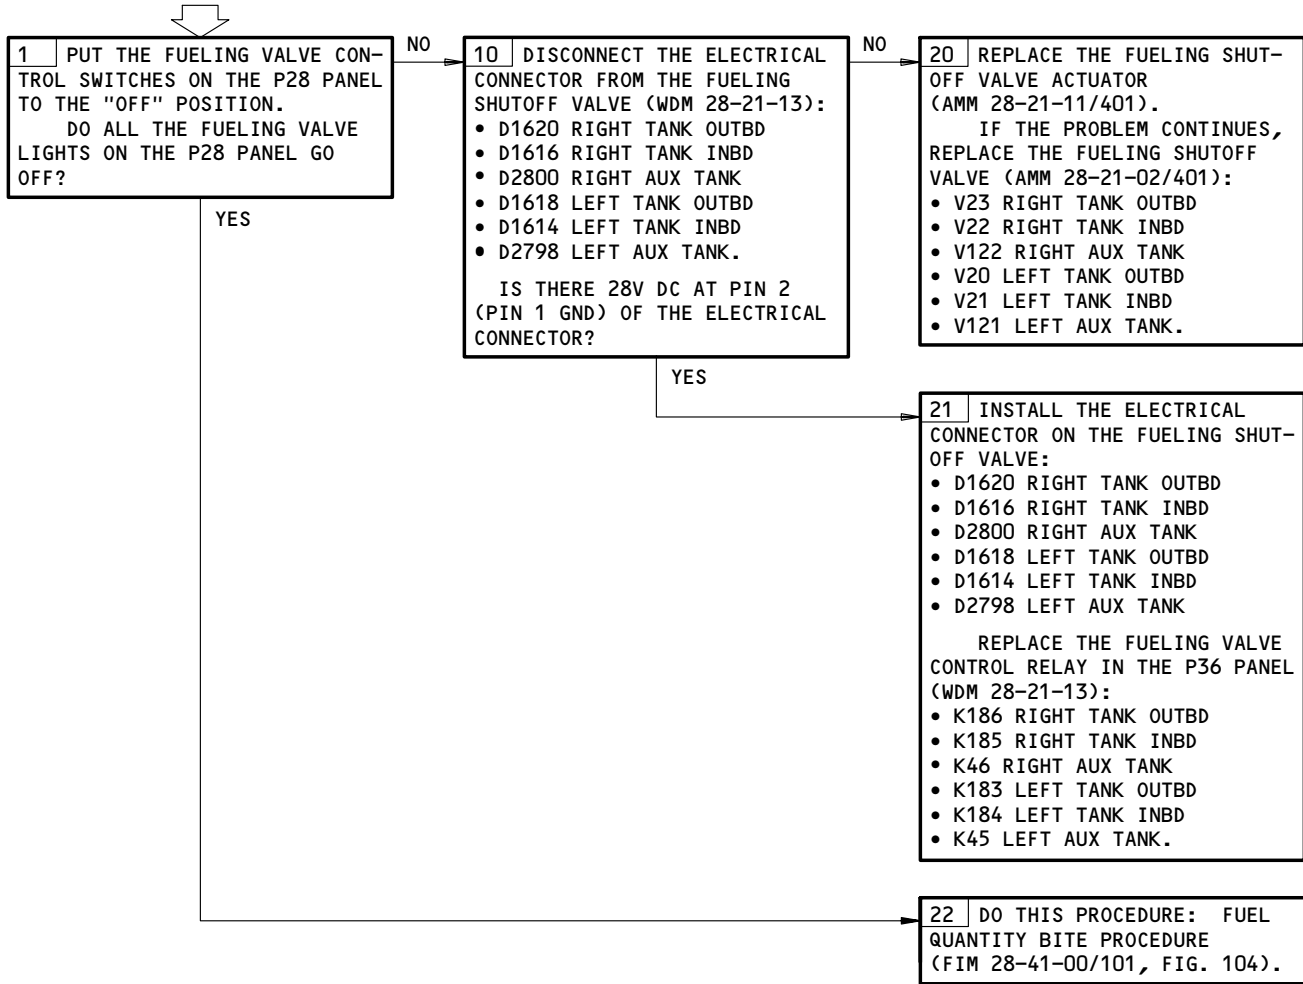 1 PUT THE FUELING VALVE CON-
TROL SWITCHES ON THE P28 PANEL
TO THE "OFF" POSITION.
DO ALL THE FUELING VALVE
LIGHTS ON THE P28 PANEL GO
OFF?
NO
YES
10 DISCONNECT THE ELECTRICAL
CONNECTOR FROM THE FUELING
SHUTOFF VALVE (WDM 28-21-13):
• D1620 RIGHT TANK OUTBD
• D1616 RIGHT TANK INBD
• D2800 RIGHT AUX TANK
• D1618 LEFT TANK OUTBD
• D1614 LEFT TANK INBD
• D2798 LEFT AUX TANK.
IS THERE 28V DC AT PIN 2
(PIN 1 GND) OF THE ELECTRICAL
CONNECTOR?
NO
YES
20 REPLACE THE FUELING SHUT-
OFF VALVE ACTUATOR
(AMM 28-21-11/401).
IF THE PROBLEM CONTINUES,
REPLACE THE FUELING SHUTOFF
VALVE (AMM 28-21-02/401):
• V23 RIGHT TANK OUTBD
• V22 RIGHT TANK INBD
• V122 RIGHT AUX TANK
• V20 LEFT TANK OUTBD
• V21 LEFT TANK INBD
• V121 LEFT AUX TANK.
21 INSTALL THE ELECTRICAL
CONNECTOR ON THE FUELING SHUT-
OFF VALVE:
• D1620 RIGHT TANK OUTBD
• D1616 RIGHT TANK INBD
• D2800 RIGHT AUX TANK
• D1618 LEFT TANK OUTBD
• D1614 LEFT TANK INBD
• D2798 LEFT AUX TANK
REPLACE THE FUELING VALVE
CONTROL RELAY IN THE P36 PANEL
(WDM 28-21-13):
• K186 RIGHT TANK OUTBD
• K185 RIGHT TANK INBD
• K46 RIGHT AUX TANK
• K183 LEFT TANK OUTBD
• K184 LEFT TANK INBD
• K45 LEFT AUX TANK.
22 DO THIS PROCEDURE: FUEL
QUANTITY BITE PROCEDURE
(FIM 28-41-00/101, FIG. 104).